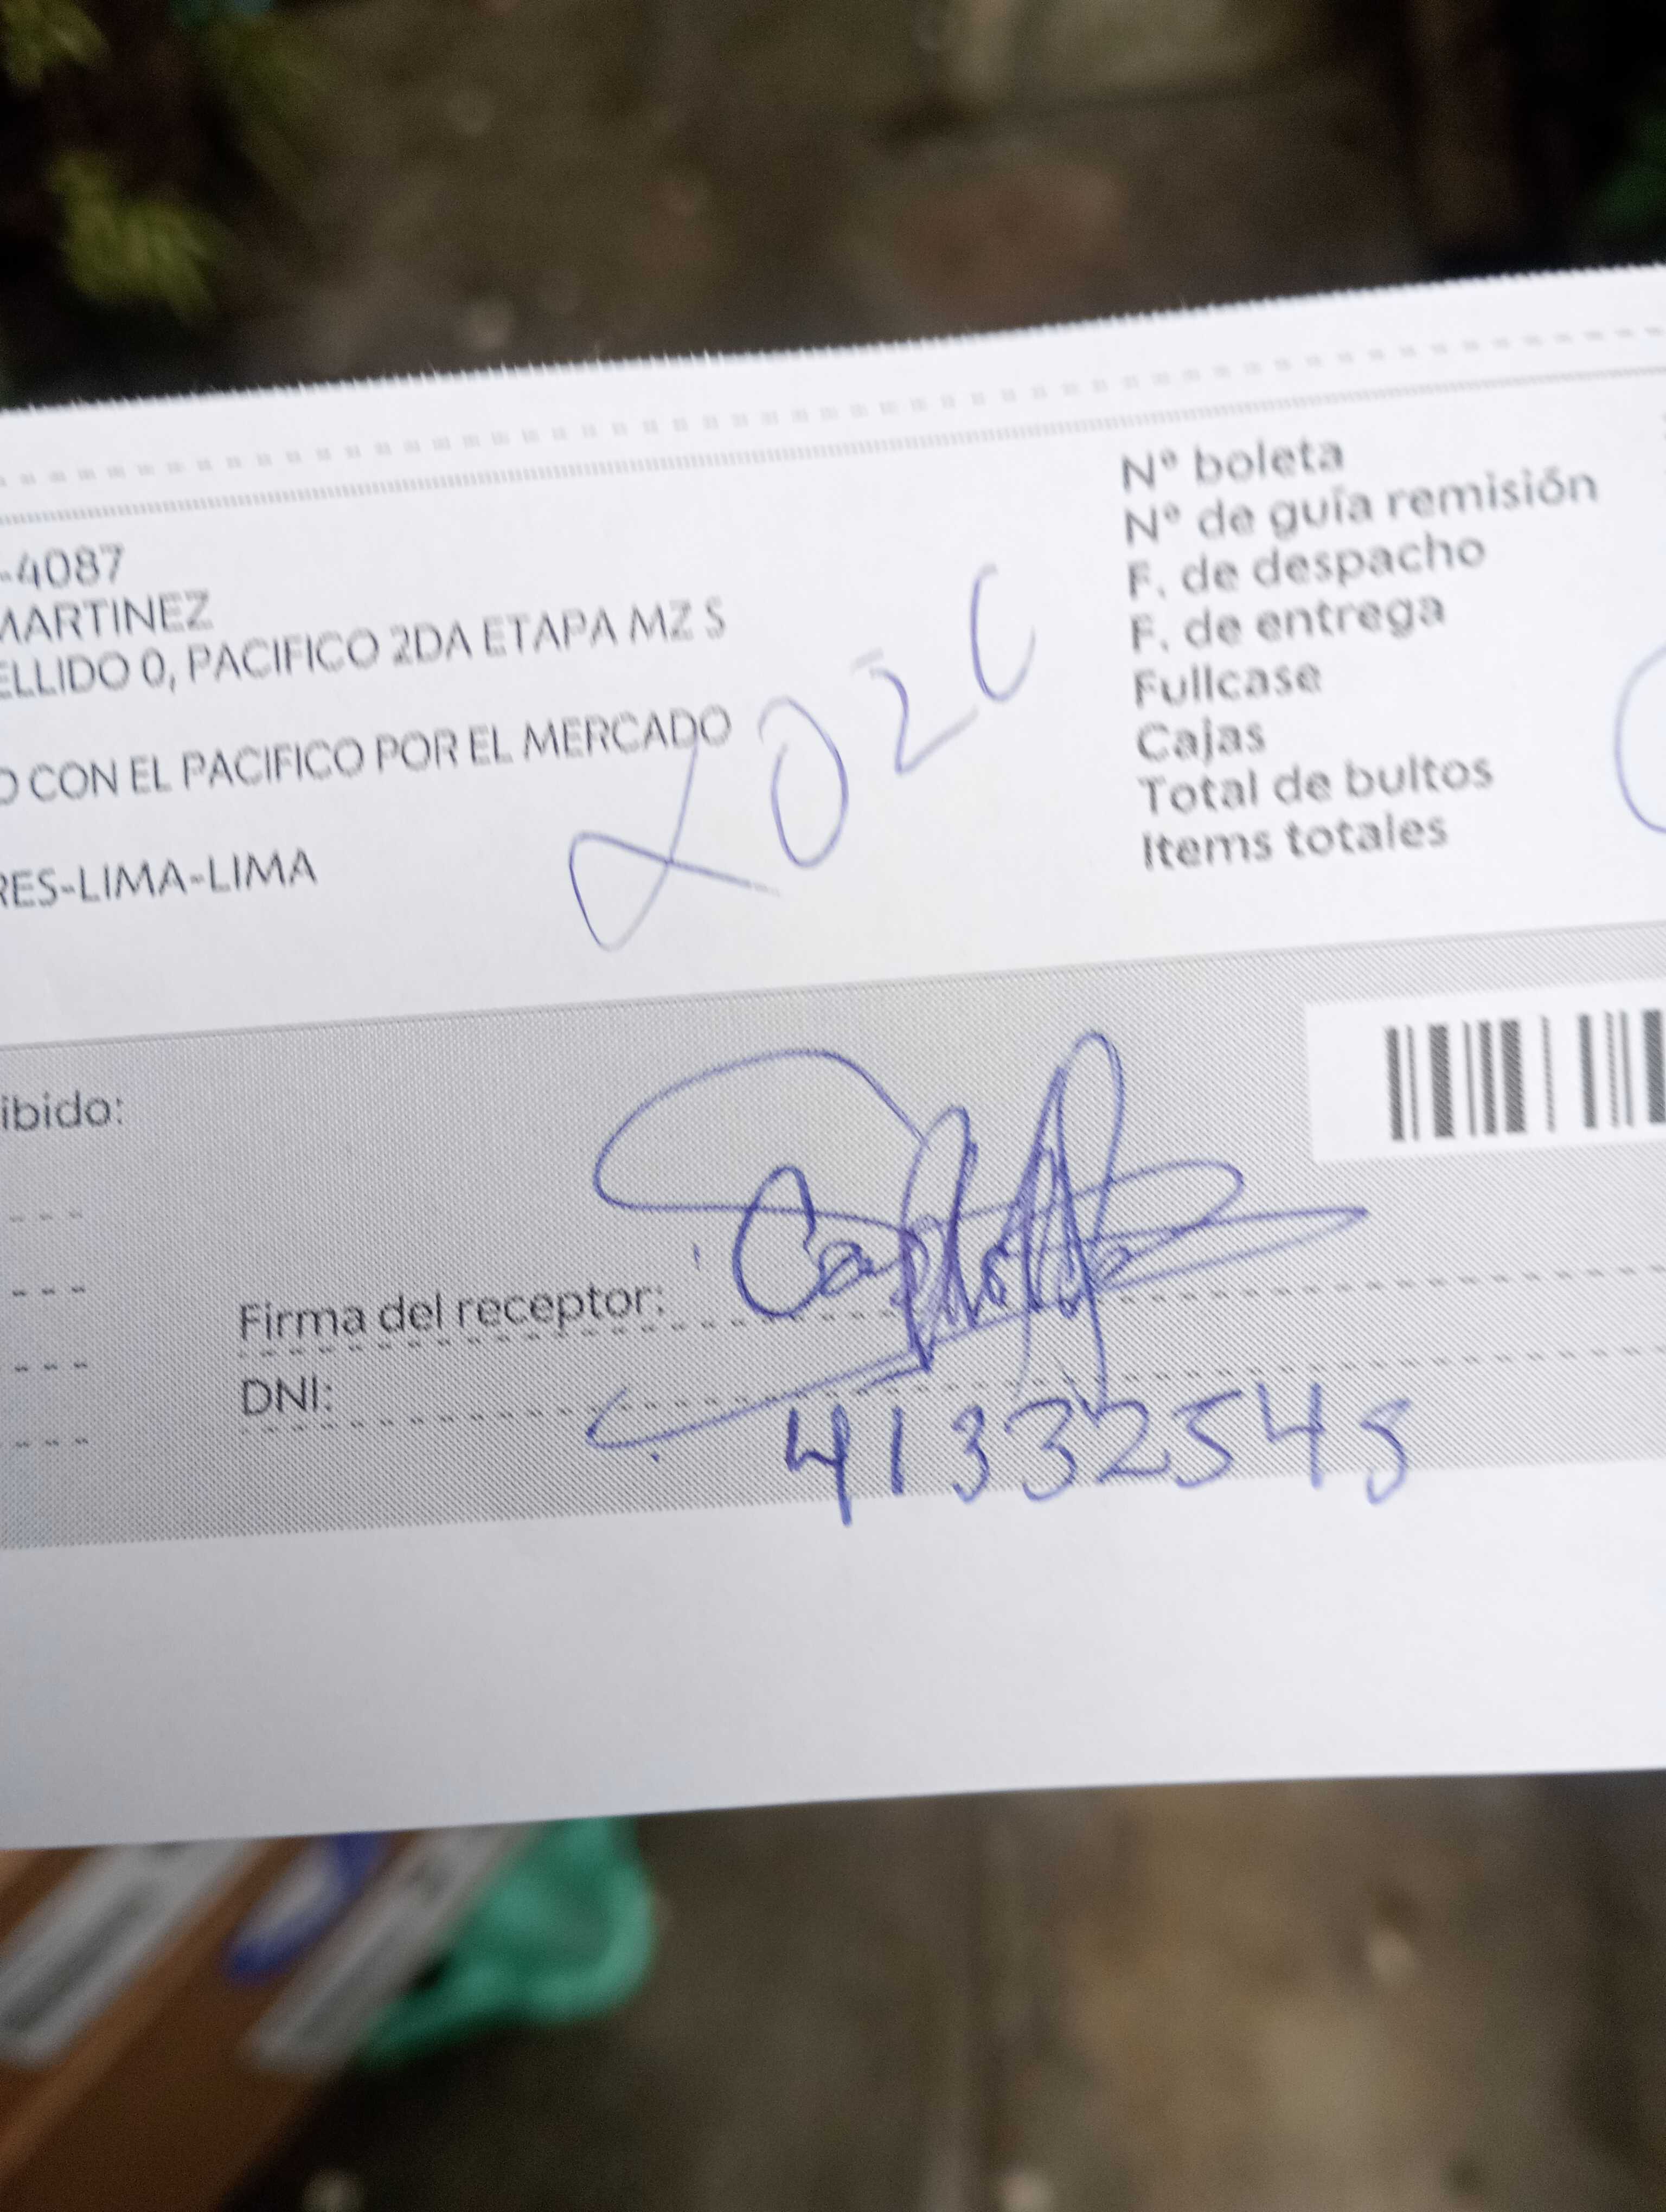 -4087
MARTINEZ
ELLIDO 0, PACIFICO 2DA ETAPA MZ S
O CON EL PACIFICO POR EL MERCADO
RES-LIMA-LIMA
N° boleta
N° de guía remisión
F. de despacho
F. de entrega
Fullcase
Cajas
Total de bultos
Items totales
ibido:
Firma del receptor:
DNI: 41332545